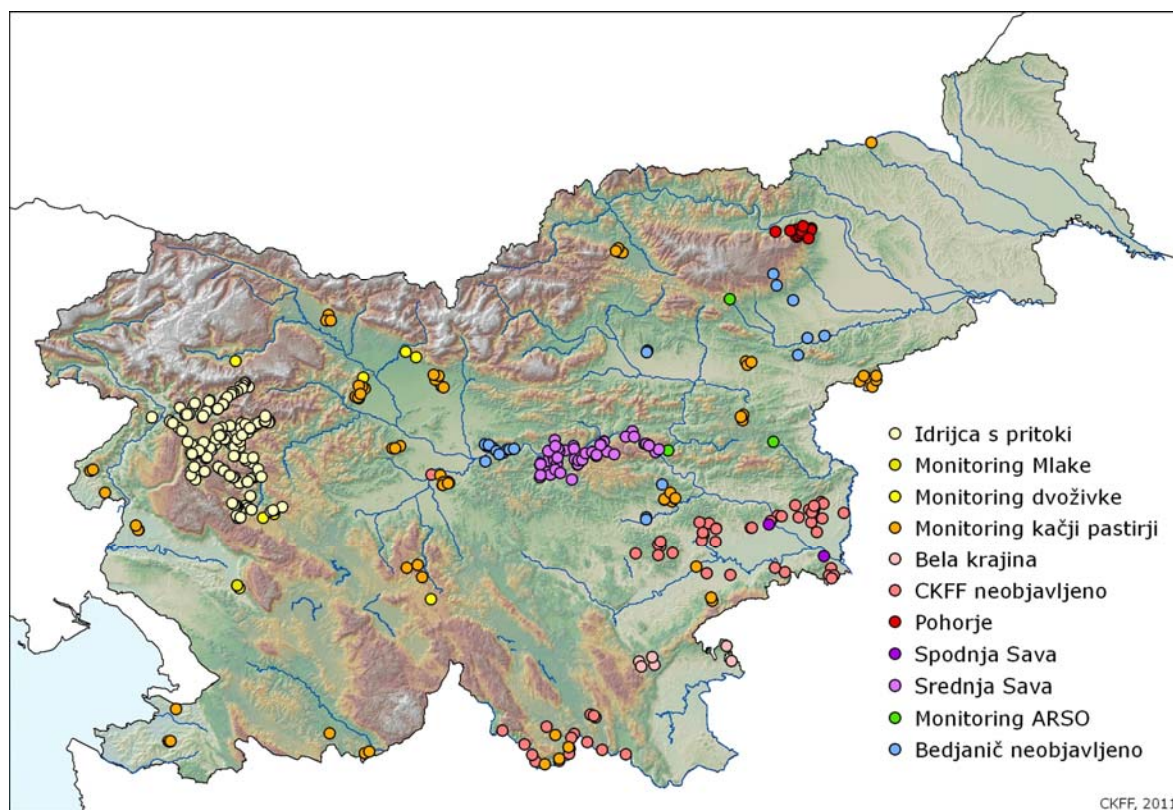 Idrijca s pritoki
Monitoring Mlake
Monitoring dvoživke
Monitoring kačji pastirji
Bela krajina
CKFF neobjavljeno
Pohorje
Spodnja Sava
Srednja Sava
Monitoring ARSO
Bedjanič neobjavljeno
CKFF, 2011